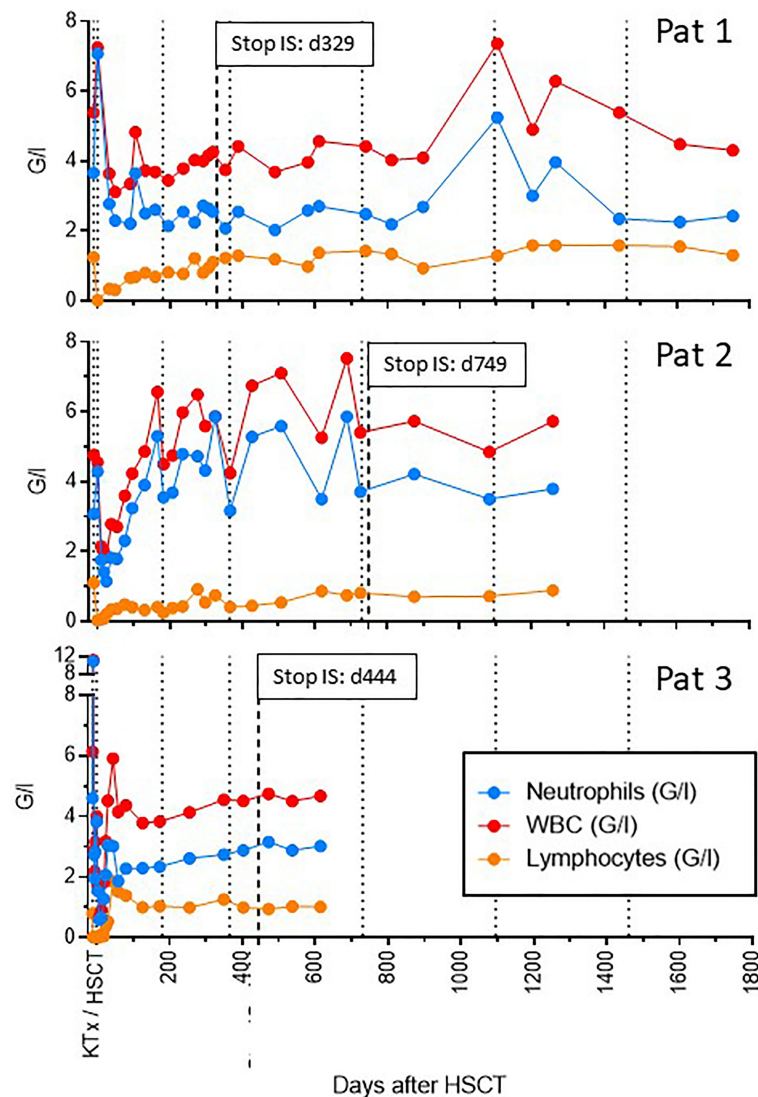 Pat 1
Stop IS: d329
8
6
4
2
0
G/l
Pat 2
Stop IS: d749
8
6
4
2
0
G/l
Pat 3
Stop IS: d444
12
8
8
6
4
2
0
G/l
Neutrophils (G/l)
WBC (G/l)
Lymphocytes (G/l)
KTx / HSCT
200
400
600
800
1000
1200
1400
1600
1800
Days after HSCT